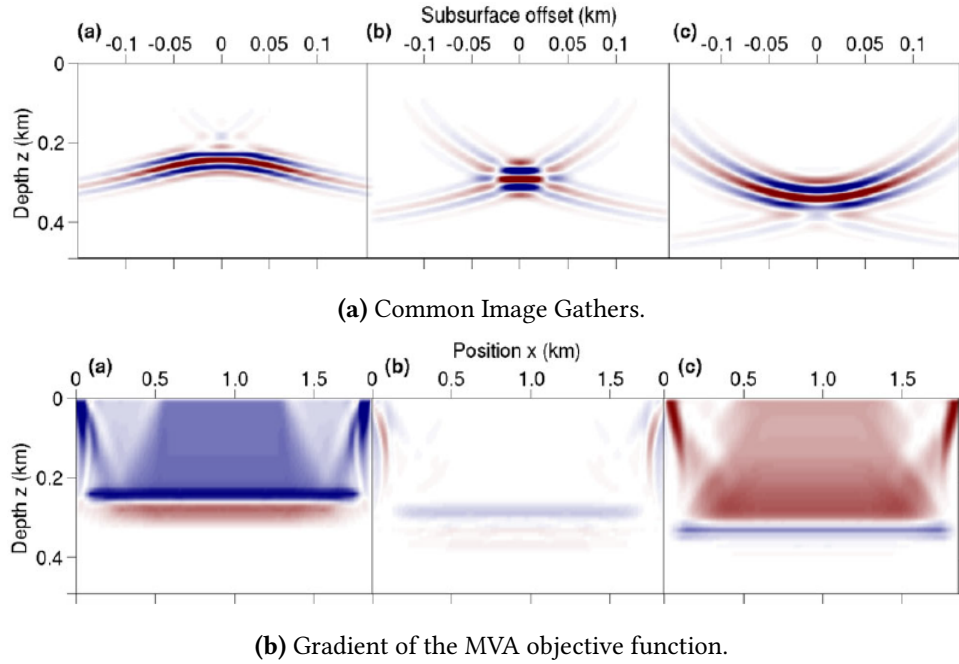 Subsurface offset (km)
(a) (b) (c)
-0.1 -0.05 0 0.05 0.1 -0.1 -0.05 0 0.05 0.1 -0.1 -0.05 0 0.05 0.1
0
0.2
0.4
Depth z (km)
(a) Common Image Gathers.
Position x (km)
(a) (b) (c)
0 0.5 1.0 1.5 0 0.5 1.0 1.5 0 0.5 1.0 1.5
0
0.2
0.4
Depth z (km)
(b) Gradient of the MVA objective function.